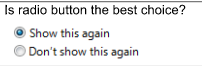 Is radio button the best choice?
Show this again
Don't show this again